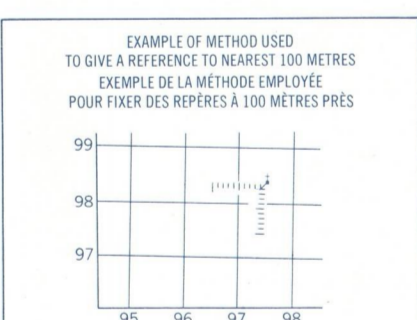 EXAMPLE OF METHOD USED
TO GIVE A REFERENCE TO NEAREST 100 METRES
EXEMPLE DE LA MÉTHODE EMPLOYÉE
POUR FIXER DES REPÈRES À 100 MÈTRES PRÈS
99
98
97
95 96 97 98